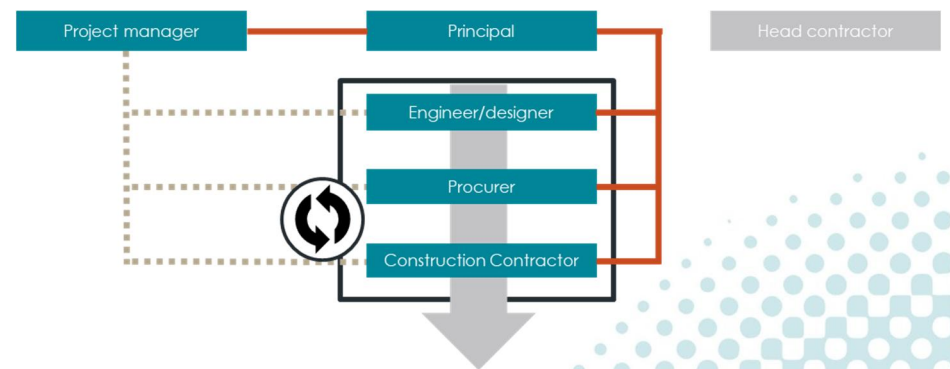 Project manager
Principal
Head contractor
Engineer/designer
Procurer
Construction Contractor